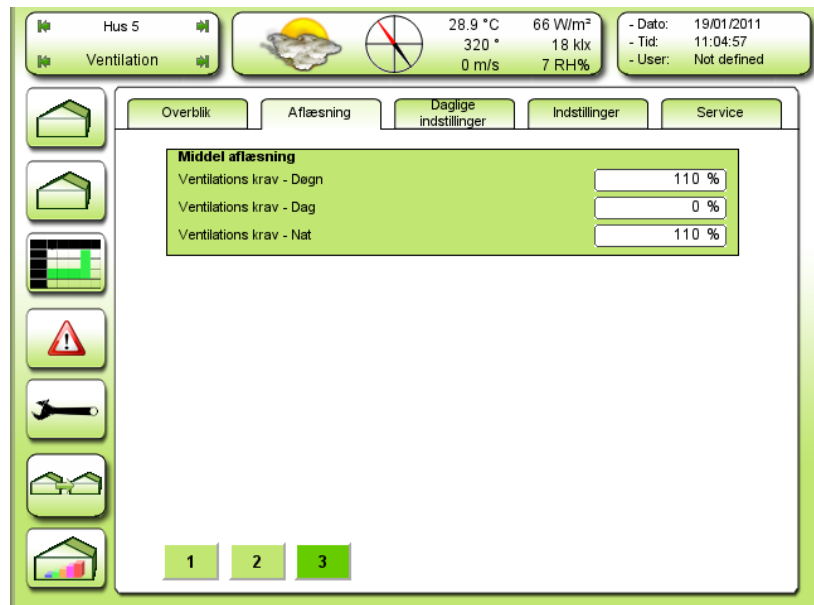 Hus 5
Ventilation
28.9 °C 66 W/m²
320 ° 18 klx
0 m/s 7 RH%
- Dato: 19/01/2011
- Tid: 11:04:57
- User: Not defined
Overblik
Aflæsning
Daglige
indstillinger
Indstillinger
Service
Middel aflæsning
Ventilations krav - Døgn 110 %
Ventilations krav - Dag 0 %
Ventilations krav - Nat 110 %
1 2 3